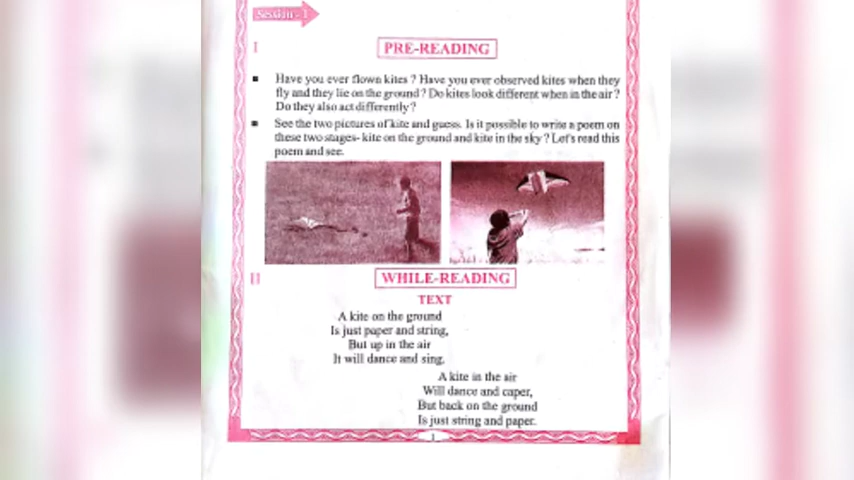 Session - 1
I
PRE-READING
▪ Have you ever flown kites ? Have you ever observed kites when they
fly and they lie on the ground ? Do kites look different when in the air ?
Do they also act differently ?
▪ See the two pictures of kite and guess. Is it possible to write a poem on
these two stages- kite on the ground and kite in the sky ? Let's read this
poem and see.
II
WHILE-READING
TEXT
A kite on the ground
Is just paper and string,
But up in the air
It will dance and sing.
A kite in the air
Will dance and caper,
But back on the ground
Is just string and paper.
1